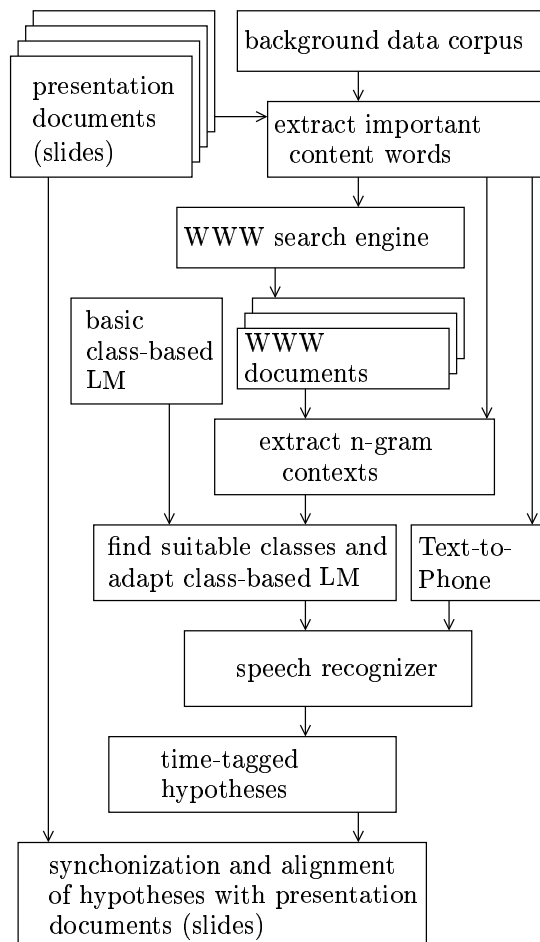 background data corpus
presentation
documents
(slides)
extract important
content words
WWW search engine
basic
class-based
LM
WWW
documents
extract n-gram
contexts
find suitable classes and
adapt class-based LM
Text-to-
Phone
speech recognizer
time-tagged
hypotheses
synchonization and alignment
of hypotheses with presentation
documents (slides)